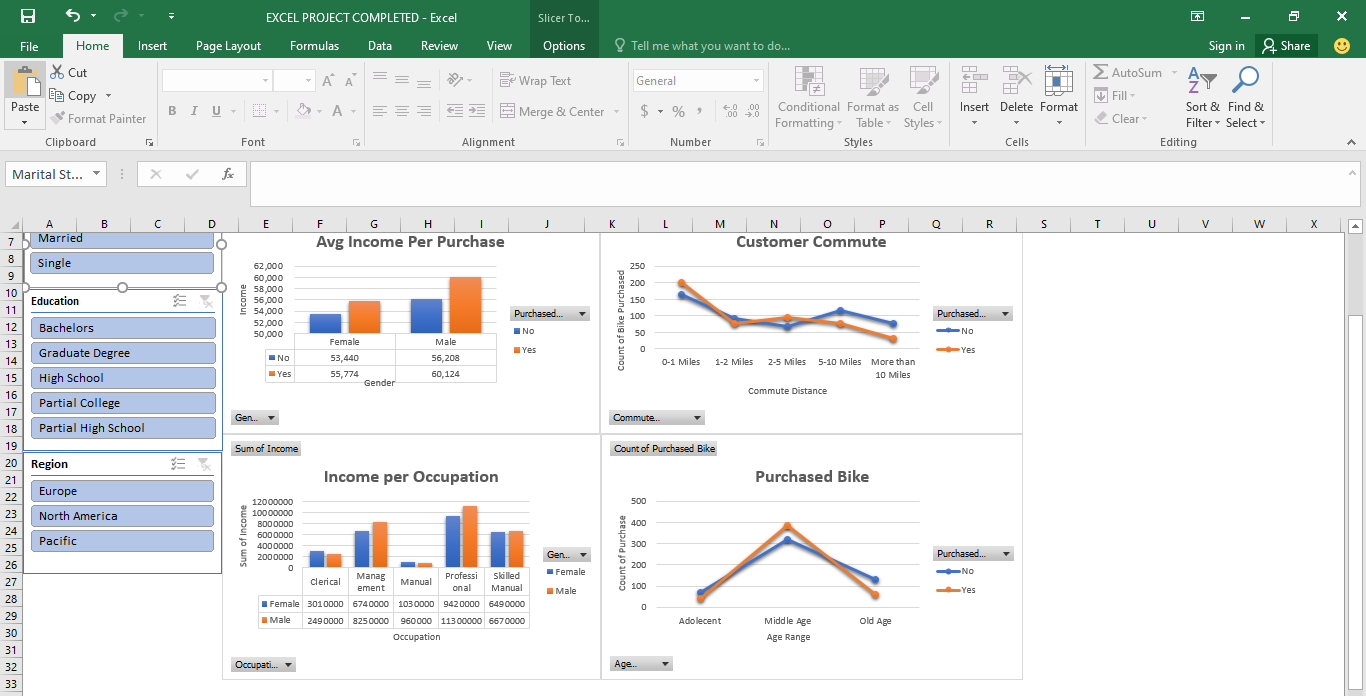 EXCEL PROJECT COMPLETED - Excel
Slicer To...
File Home Insert Page Layout Formulas Data Review View Options Tell me what you want to do... Sign in Share
Paste
Cut
Copy
Format Painter
Clipboard
B I U A A A
Font
Wrap Text
Merge & Center
Alignment
General
$ % ,
Number
Conditional Formatting
Format as Table
Cell Styles
Styles
Insert
Delete
Format
Cells
AutoSum
Fill
Clear
Sort & Filter
Find & Select
Editing
Marital St...
fx
A B C D E F G H I J K L M N O P Q R S T U V W X
7
8
9
10
11
12
13
14
15
16
17
18
19
20
21
22
23
24
25
26
27
28
29
30
31
32
33
Married
Single
Education
Bachelors
Graduate Degree
High School
Partial College
Partial High School
Region
Europe
North America
Pacific
Avg Income Per Purchase
Income
62,000
60,000
58,000
56,000
54,000
52,000
50,000
Female Male
No 53,440 56,208
Yes 55,774 60,124
Gender
Purchased...
No
Yes
Gen...
Customer Commute
Count of Bike Purchased
250
200
150
100
50
0
0-1 Miles 1-2 Miles 2-5 Miles 5-10 Miles More than
10 Miles
Commute Distance
Purchased...
No
Yes
Commute...
Sum of Income
Income per Occupation
Sum of Income
12000000
10000000
8000000
6000000
4000000
2000000
0
Clerical Manag
ement Manual Professi
onal Skilled
Manual
Female 3010000 6740000 1030000 9420000 6490000
Male 2490000 8250000 960000 11300000 6670000
Occupation
Gen...
Female
Male
Occupati...
Count of Purchased Bike
Purchased Bike
Count of Purchase
500
400
300
200
100
0
Adolecent Middle Age Old Age
Age Range
Purchased...
No
Yes
Age...